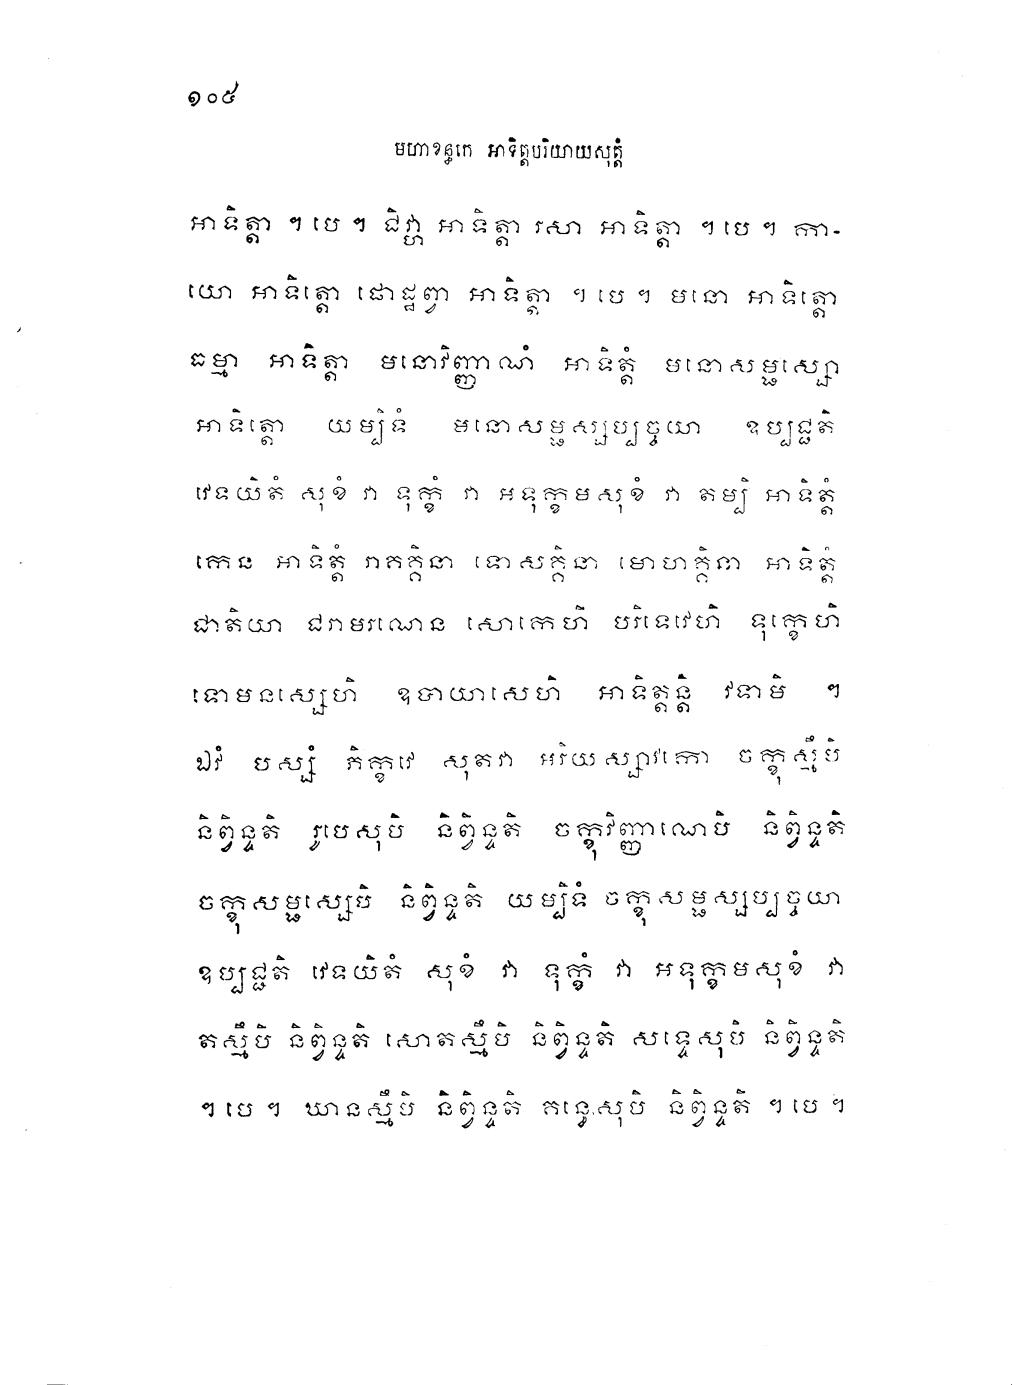 ១០៥
មហាខន្ធកេ អាទិត្តបរិយាយសុត្តំ
អាទិត្តា ។ បេ ។ ជិវ្ហា អាទិត្តា រសា អាទិត្តា ។ បេ ។ កា-
យោ អាទិត្តោ ផោដ្ឋព្វា អាទិត្តា ។ បេ ។ មនោ អាទិត្តោ
ធម្មា អាទិត្តា មនោវិញ្ញាណំ អាទិត្តំ មនោសម្ផស្សោ
អាទិត្តោ យម្បិទំ មនោសម្ផស្សប្បច្ចយា ឧប្បជ្ជតិ
វេទយិតំ សុខំ វា ទុក្ខំ វា អទុក្ខមសុខំ វា តម្បិ អាទិត្តំ
កេន អាទិត្តំ រាគគ្គិនា ទោសគ្គិនា មោហគ្គិនា អាទិត្តំ
ជាតិយា ជរាមរណេន សោកេហិ បរិទេវេហិ ទុក្ខេហិ
ទោមនស្សេហិ ឧបាយាសេហិ អាទិត្តន្តិ វទាមិ ។
ឯវំ បស្សំ ភិក្ខវេ សុតវា អរិយស្សាវកោ ចក្ខុស្មឹបិ
និព្វិន្ទតិ រូបេសុបិ និព្វិន្ទតិ ចក្ខុវិញ្ញាណេបិ និព្វិន្ទតិ
ចក្ខុសម្ផស្សេបិ និព្វិន្ទតិ យម្បិទំ ចក្ខុសម្ផស្សប្បច្ចយា
ឧប្បជ្ជតិ វេទយិតំ សុខំ វា ទុក្ខំ វា អទុក្ខមសុខំ វា
តស្មឹបិ និព្វិន្ទតិ សោតស្មឹបិ និព្វិន្ទតិ សទ្ទេសុបិ និព្វិន្ទតិ
។ បេ ។ ឃានស្មឹបិ និព្វិន្ទតិ គន្ធេសុបិ និព្វិន្ទតិ ។ បេ ។